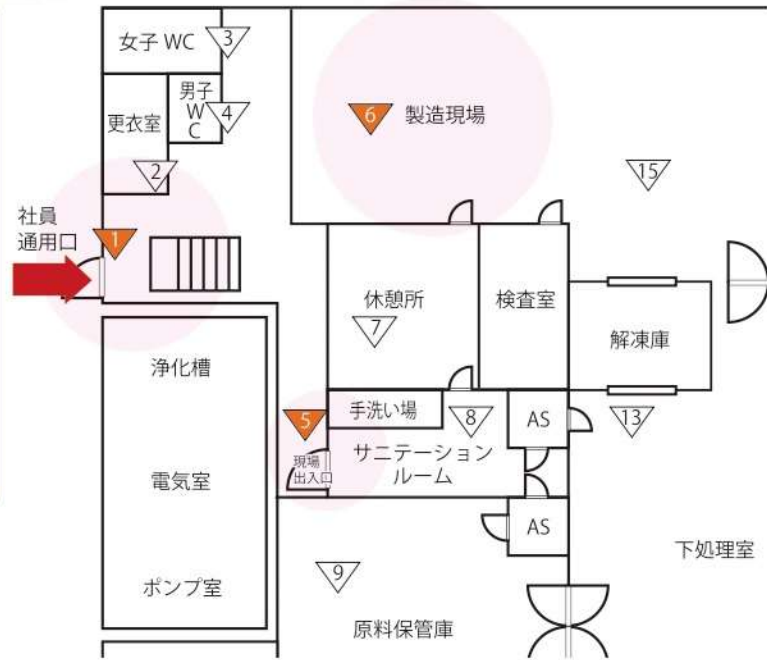 女子 WC
3
男子
W
C
4
更衣室
2
6
製造現場
15
社員
通用口
1
休憩所
7
検査室
解凍庫
浄化槽
手洗い場
8
AS
13
5
現場
出入口
サニテーション
ルーム
電気室
AS
下処理室
9
ポンプ室
原料保管庫